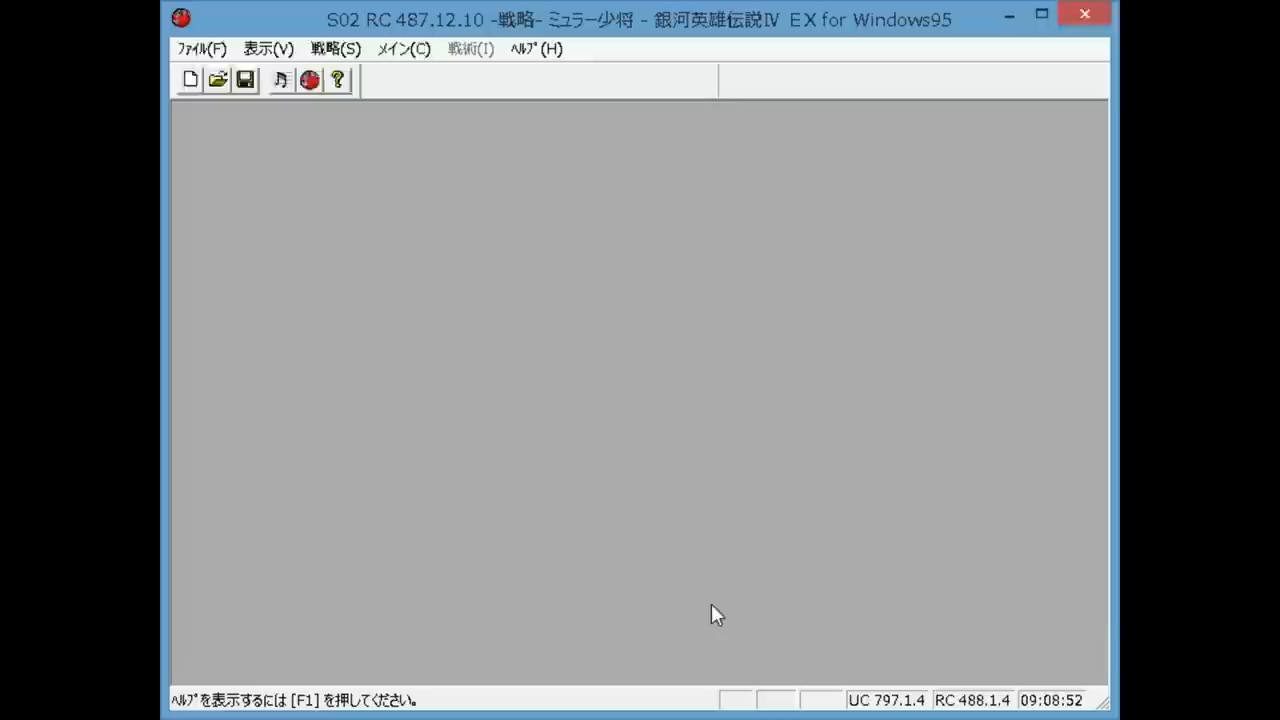 S02 RC 487.12.10 -戦略- ミュラー少将 - 銀河英雄伝説Ⅳ EX for Windows95
ﾌｧｲﾙ(F) 表示(V) 戦略(S) メイン(C) 戦術(I) ﾍﾙﾌﾟ(H)
ﾍﾙﾌﾟを表示するには [F1] を押してください。 UC 797.1.4 RC 488.1.4 09:08:52